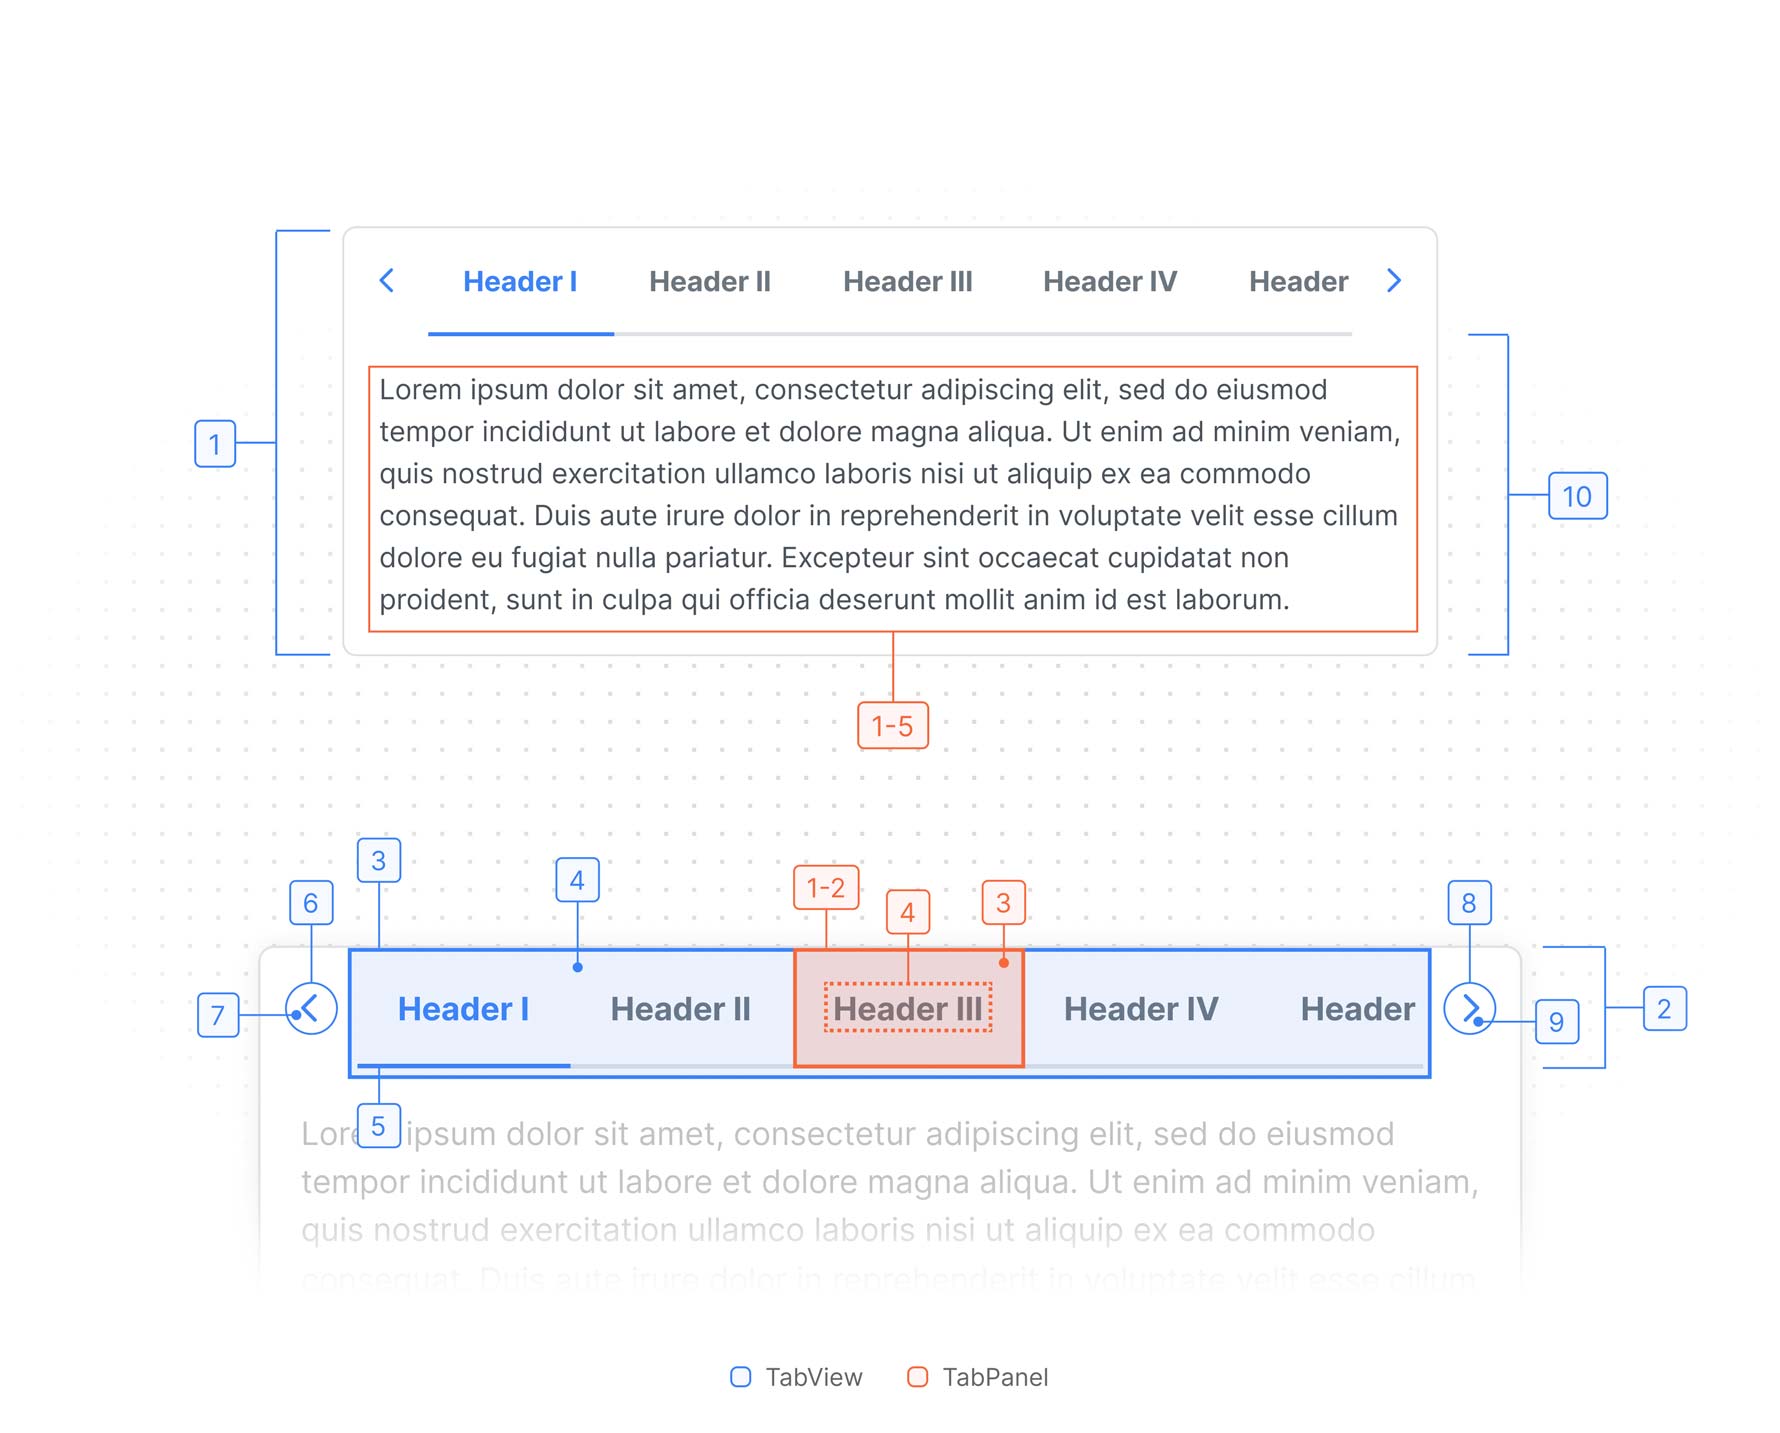 Header I Header II Header III Header IV Header
1
Lorem ipsum dolor sit amet, consectetur adipiscing elit, sed do eiusmod
tempor incididunt ut labore et dolore magna aliqua. Ut enim ad minim veniam,
quis nostrud exercitation ullamco laboris nisi ut aliquip ex ea commodo
consequat. Duis aute irure dolor in reprehenderit in voluptate velit esse cillum
dolore eu fugiat nulla pariatur. Excepteur sint occaecat cupidatat non
proident, sunt in culpa qui officia deserunt mollit anim id est laborum.
10
1-5
3
4
1-2
6
4
3
8
7
Header I Header II Header III Header IV Header
9
2
5
Lore ipsum dolor sit amet, consectetur adipiscing elit, sed do eiusmod
tempor incididunt ut labore et dolore magna aliqua. Ut enim ad minim veniam,
quis nostrud exercitation ullamco laboris nisi ut aliquip ex ea commodo
consequat. Duis aute irure dolor in reprehenderit in voluptate velit esse cillum
TabView TabPanel